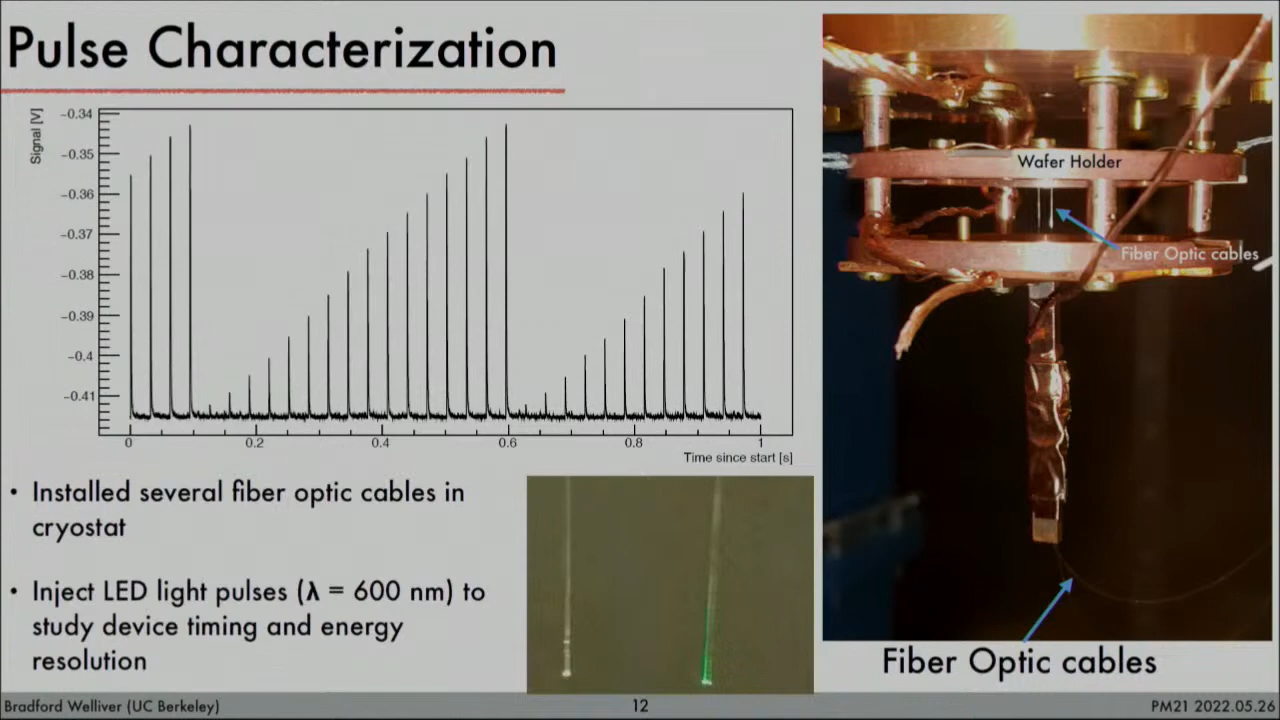 Pulse Characterization
Signal [V]
−0.34
−0.35
−0.36
−0.37
−0.38
−0.39
−0.4
−0.41
0 0.2 0.4 0.6 0.8 1
Time since start [s]
Wafer Holder
Fiber Optic cables
• Installed several fiber optic cables in
cryostat
• Inject LED light pulses (λ = 600 nm) to
study device timing and energy
resolution
Fiber Optic cables
Bradford Welliver (UC Berkeley) 12 PM21 2022.05.26